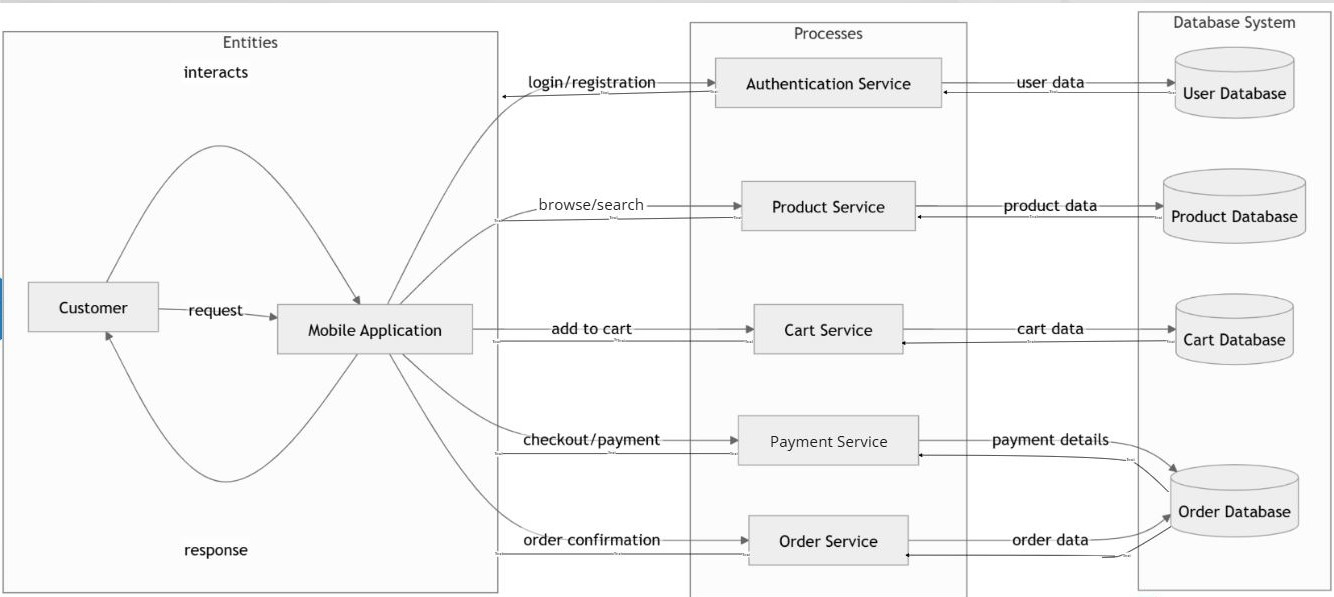 Entities
Processes
Database System
interacts
login/registration
Authentication Service
user data
User Database
browse/search
Product Service
product data
Product Database
Customer
request
Mobile Application
add to cart
Cart Service
cart data
Cart Database
checkout/payment
Payment Service
payment details
Order Database
order confirmation
Order Service
order data
response